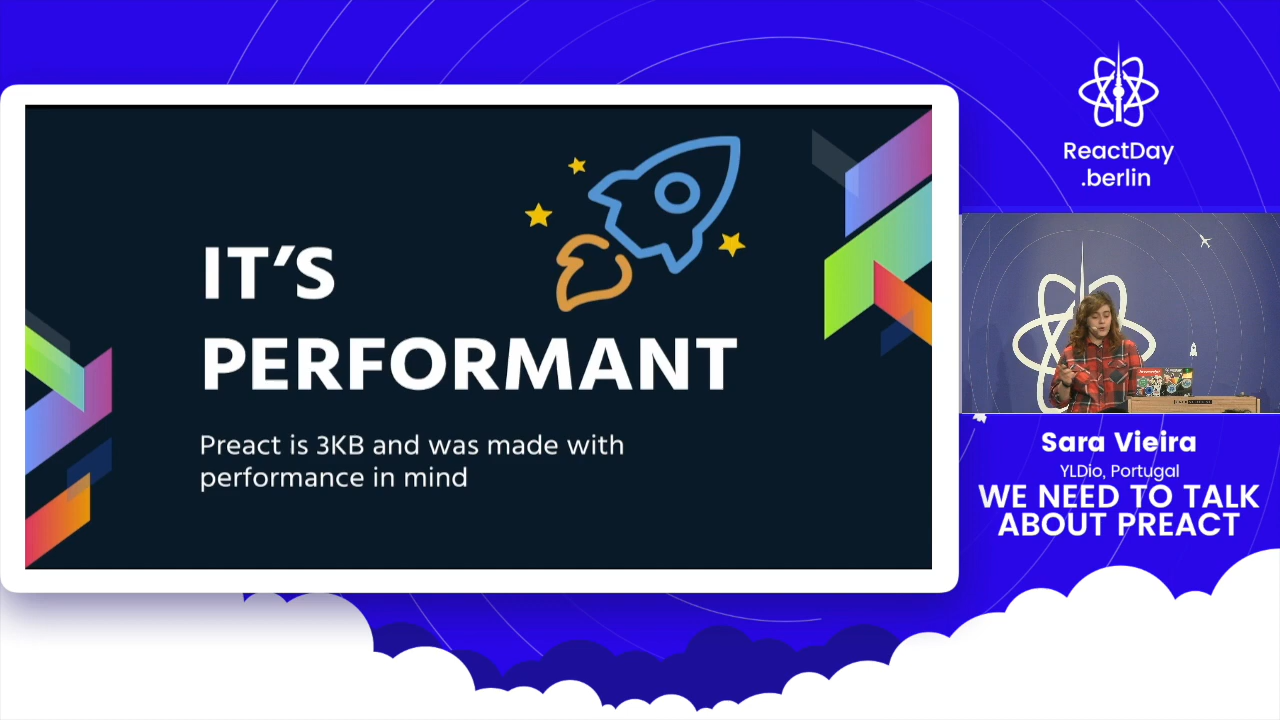 IT'S
PERFORMANT
Preact is 3KB and was made with
performance in mind
ReactDay
.berlin
Sara Vieira
YLDio, Portugal
WE NEED TO TALK
ABOUT PREACT